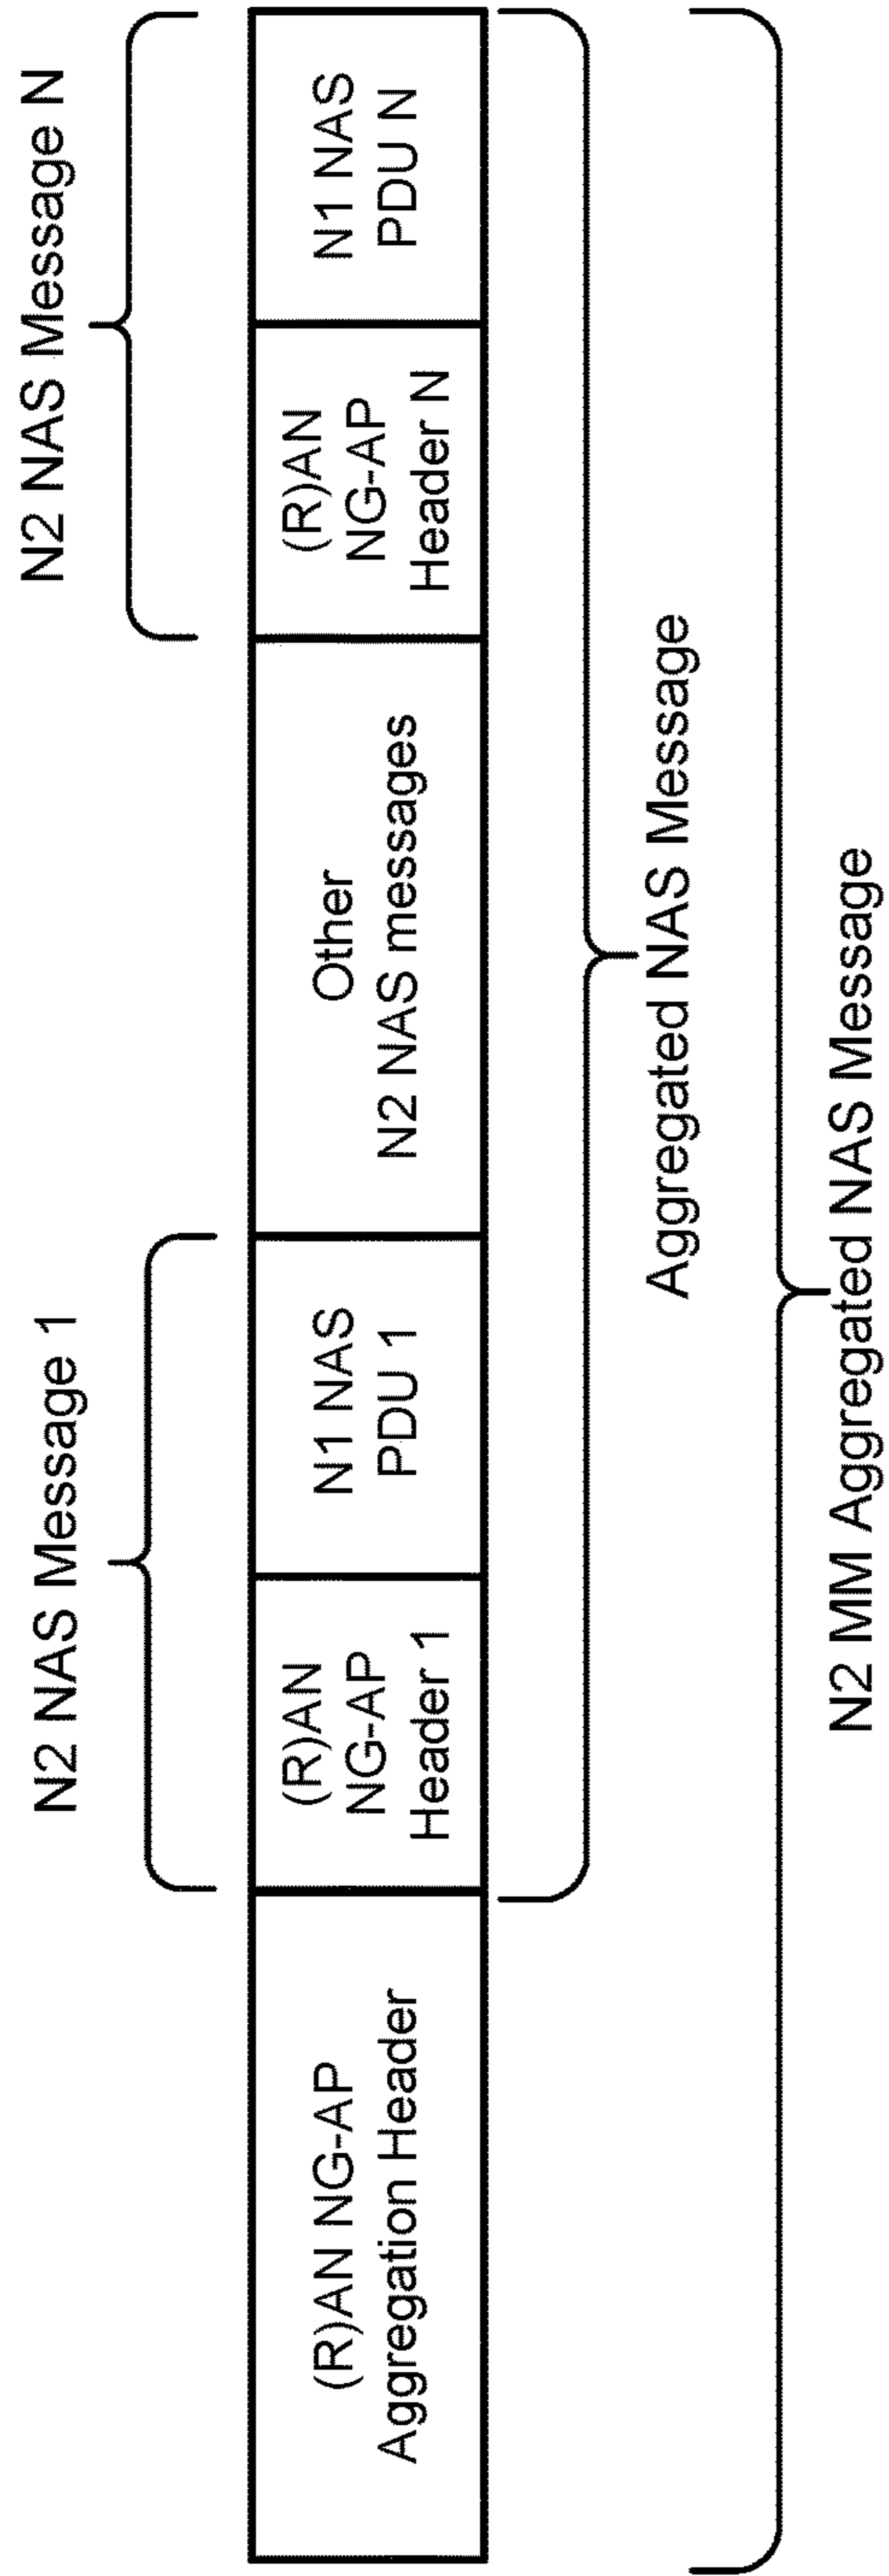 N2 NAS Message 1
N2 NAS Message N
(R)AN NG-AP
Aggregation Header
(R)AN
NG-AP
Header 1
N1 NAS
PDU 1
Other
N2 NAS messages
(R)AN
NG-AP
Header N
N1 NAS
PDU N
Aggregated NAS Message
N2 MM Aggregated NAS Message